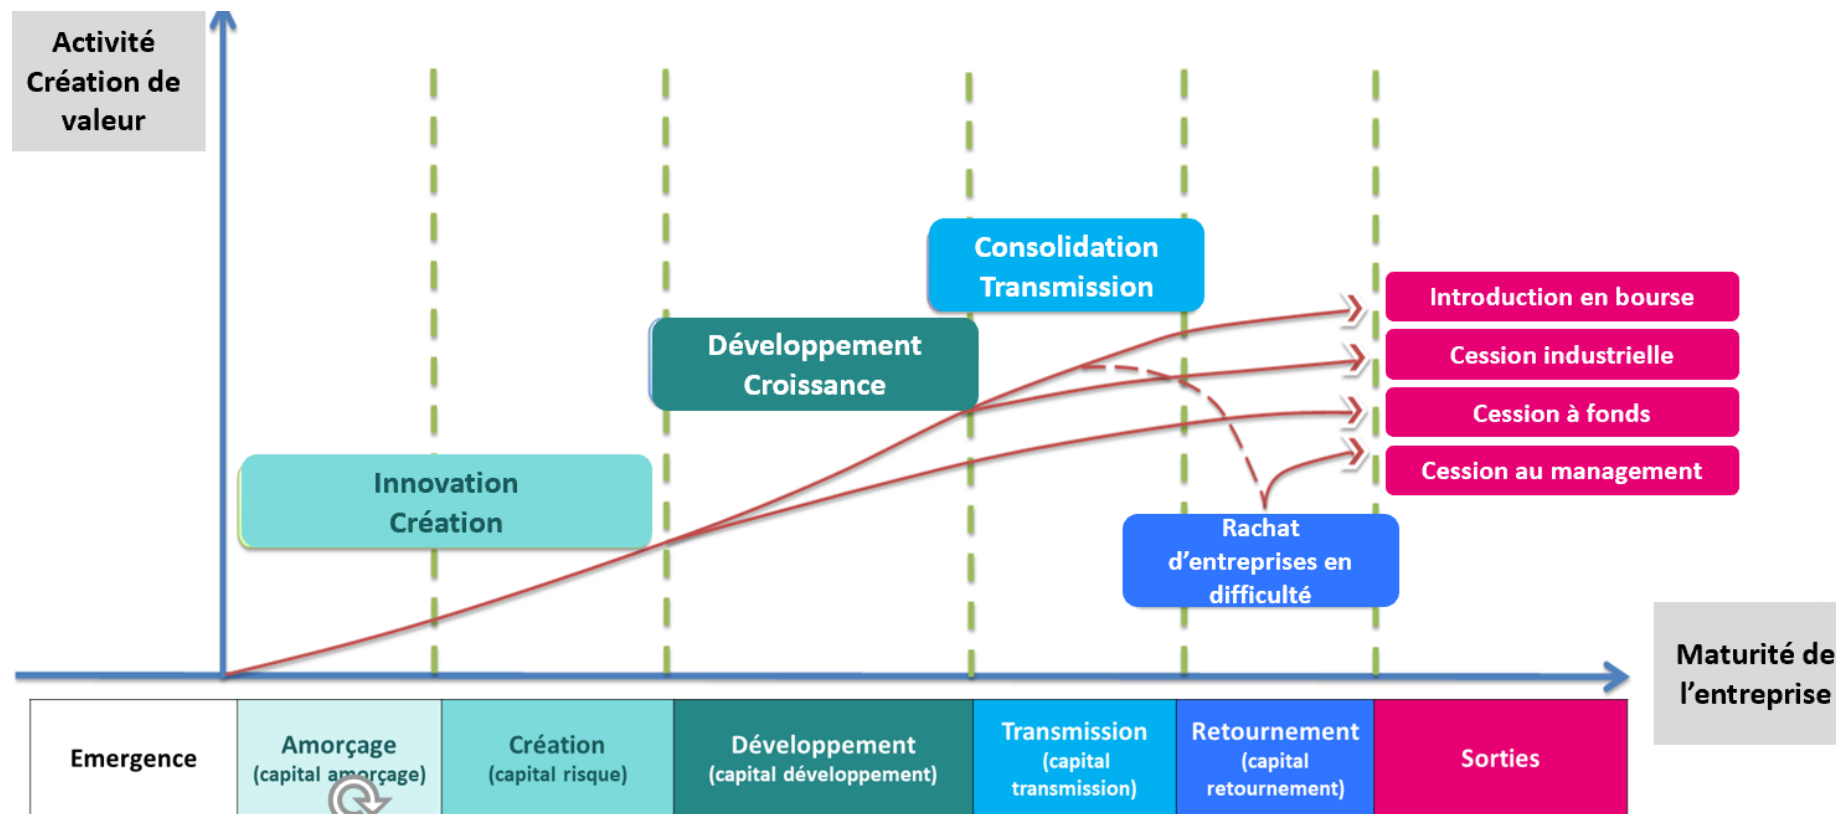 Activité
Création de
valeur
Consolidation
Transmission
Introduction en bourse
Développement
Croissance
Cession industrielle
Cession à fonds
Innovation
Création
Cession au management
Rachat
d'entreprises en
difficulté
Maturité de
l'entreprise
Emergence
Amorçage
(capital amorçage)
Création
(capital risque)
Développement
(capital développement)
Transmission
(capital
transmission)
Retournement
(capital
retournement)
Sorties